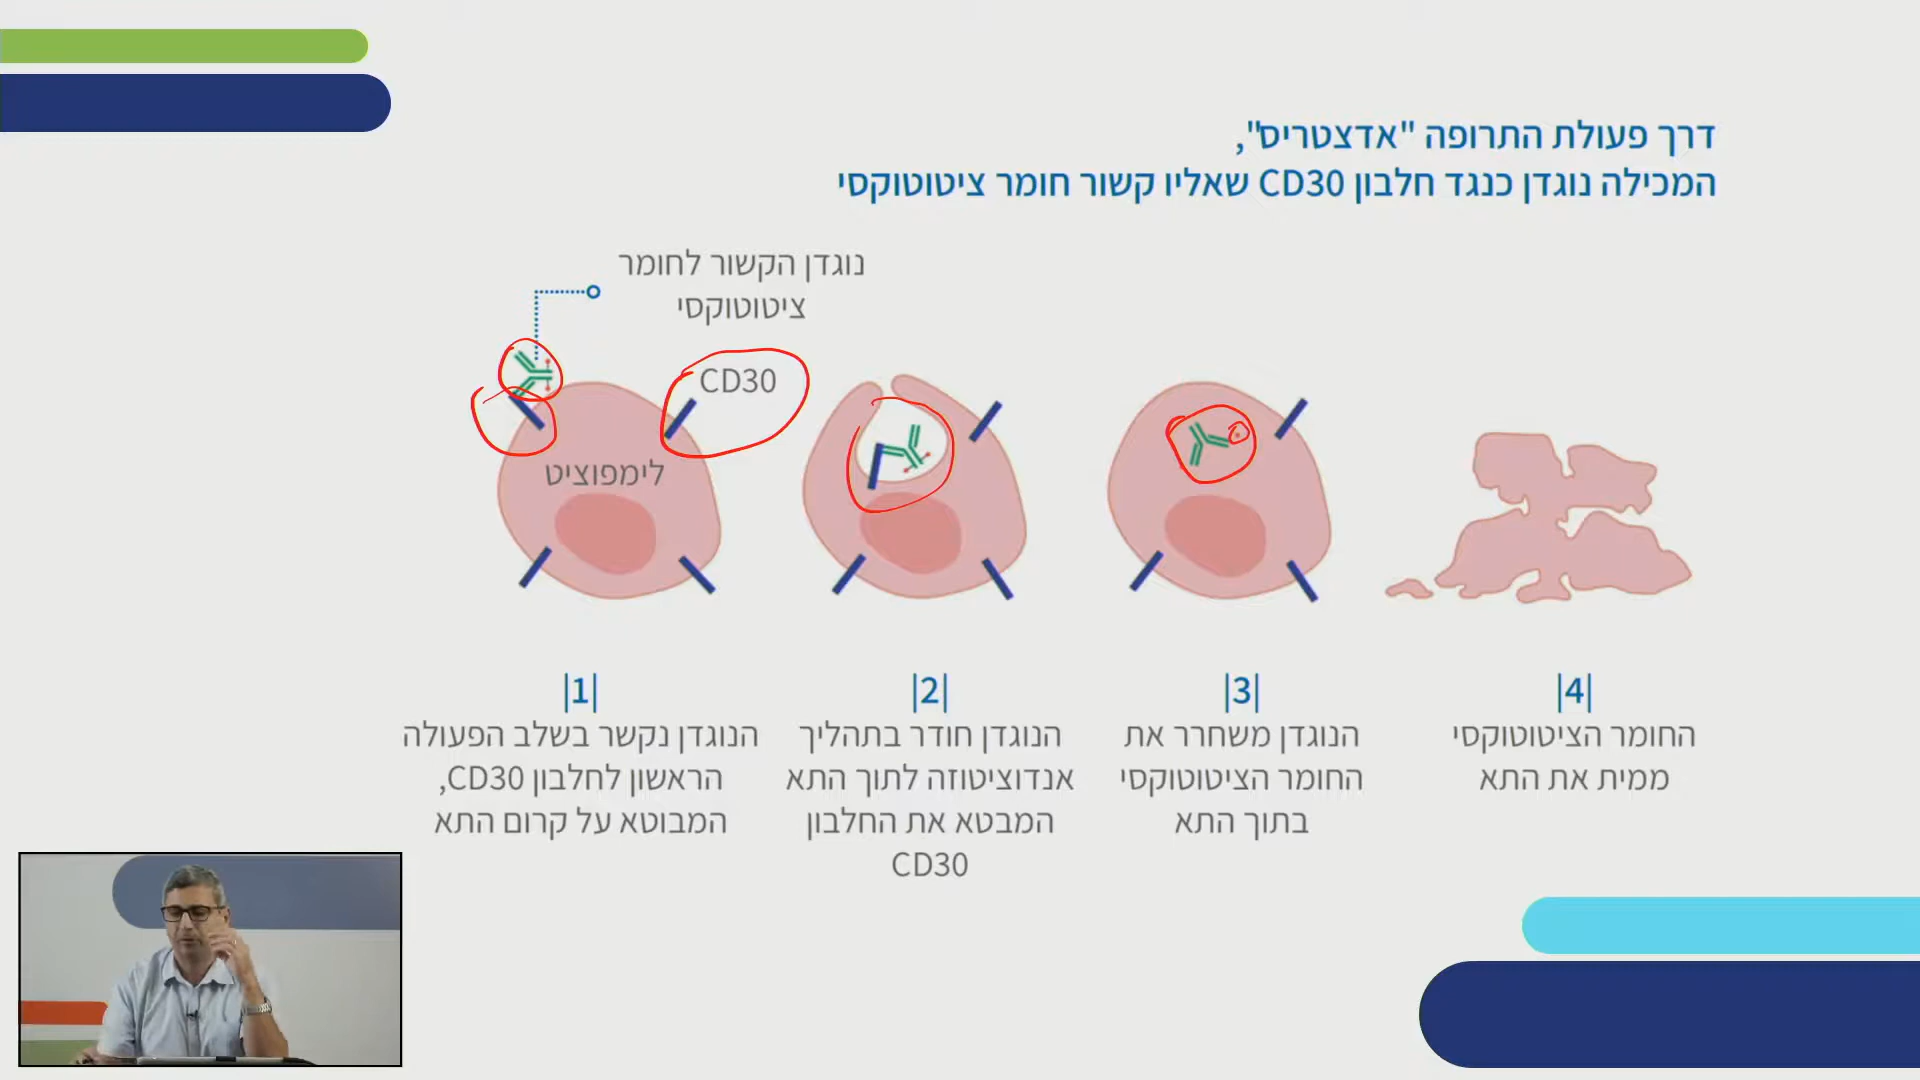 דרך פעולת התרופה "אדצטריס",
המכילה נוגדן כנגד חלבון CD30 שאליו קשור חומר ציטוטוקסי
נוגדן הקשור לחומר
ציטוטוקסי
CD30
לימפוציט
|1|
הנוגדן נקשר בשלב הפעולה
הראשון לחלבון CD30,
המבוטא על קרום התא
|2|
הנוגדן חודר בתהליך
אנדוציטוזה לתוך התא
המבטא את החלבון
CD30
|3|
הנוגדן משחרר את
החומר הציטוטוקסי
בתוך התא
|4|
החומר הציטוטוקסי
ממית את התא